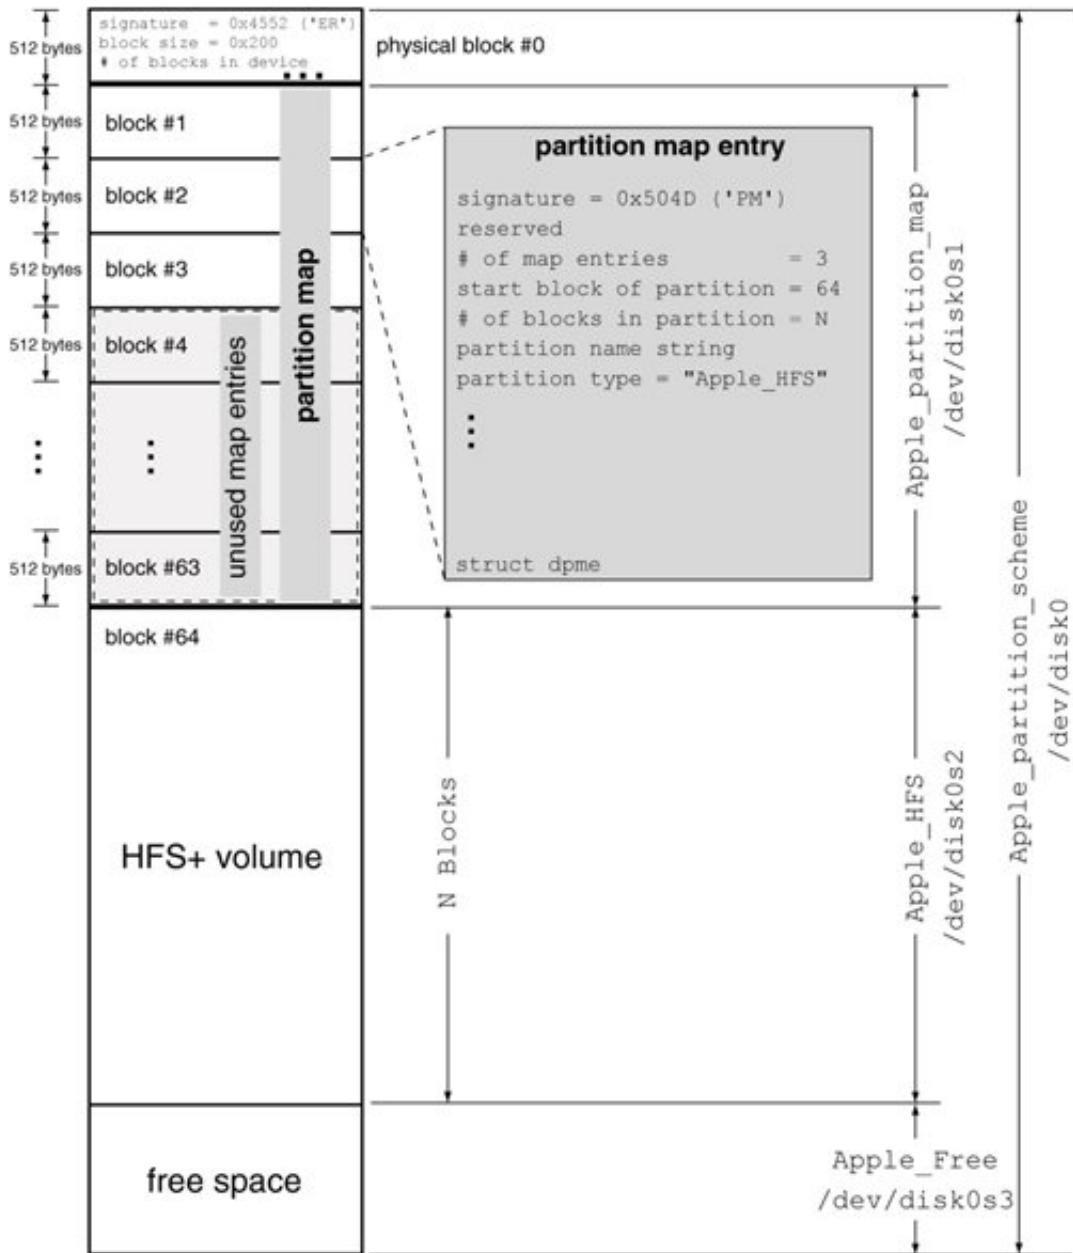 signature  = 0x4552 ('ER')
block size = 0x200
# of blocks in device
...
512 bytes
physical block #0
512 bytes
block #1
512 bytes
block #2
512 bytes
block #3
512 bytes
block #4
...
...
512 bytes
block #63
unused map entries
partition map
partition map entry
signature = 0x504D ('PM')
reserved
# of map entries         = 3
start block of partition = 64
# of blocks in partition = N
partition name string
partition type = "Apple_HFS"
...
struct dpme
Apple_partition_map
/dev/disk0s1
block #64
HFS+ volume
N Blocks
Apple_HFS
/dev/disk0s2
Apple_partition_scheme
/dev/disk0
free space
Apple_Free
/dev/disk0s3